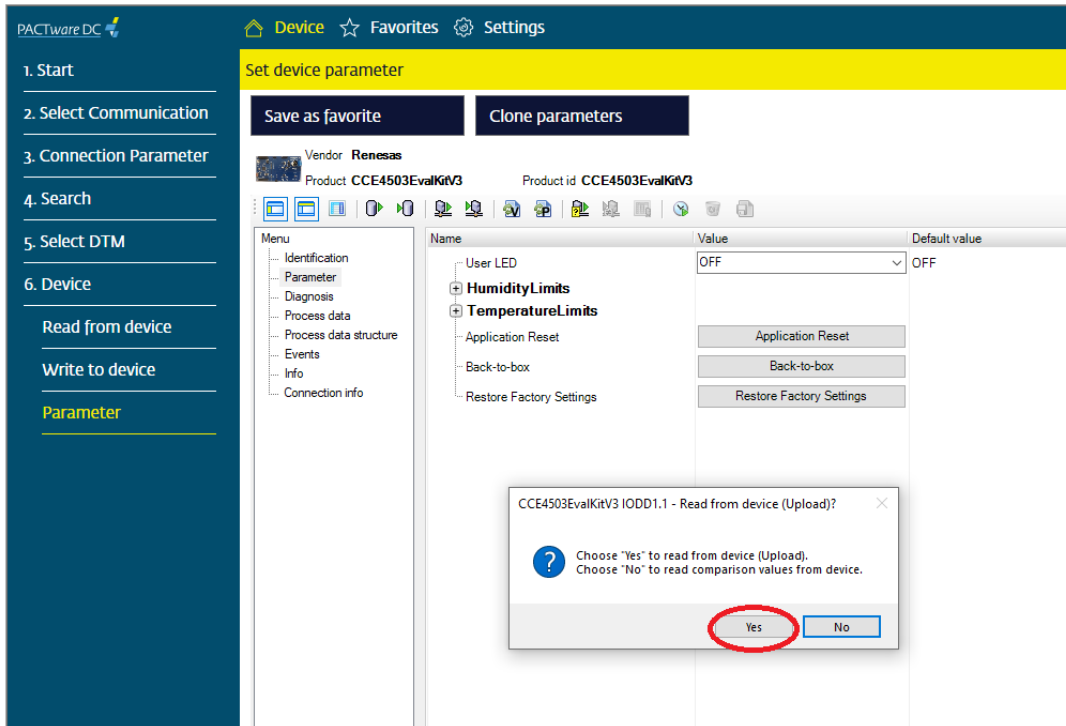 PACTware DC
Device
Favorites
Settings
1. Start
2. Select Communication
3. Connection Parameter
4. Search
5. Select DTM
6. Device
Read from device
Write to device
Parameter
Set device parameter
Save as favorite
Clone parameters
Vendor Renesas
Product CCE4503EvalKitV3 Product id CCE4503EvalKitV3
Menu
Identification
Parameter
Diagnosis
Process data
Process data structure
Events
Info
Connection info
Name Value Default value
User LED OFF OFF
HumidityLimits
TemperatureLimits
Application Reset Application Reset
Back-to-box Back-to-box
Restore Factory Settings Restore Factory Settings
CCE4503EvalKitV3 IODD1.1 - Read from device (Upload)?
Choose "Yes" to read from device (Upload).
Choose "No" to read comparison values from device.
Yes No